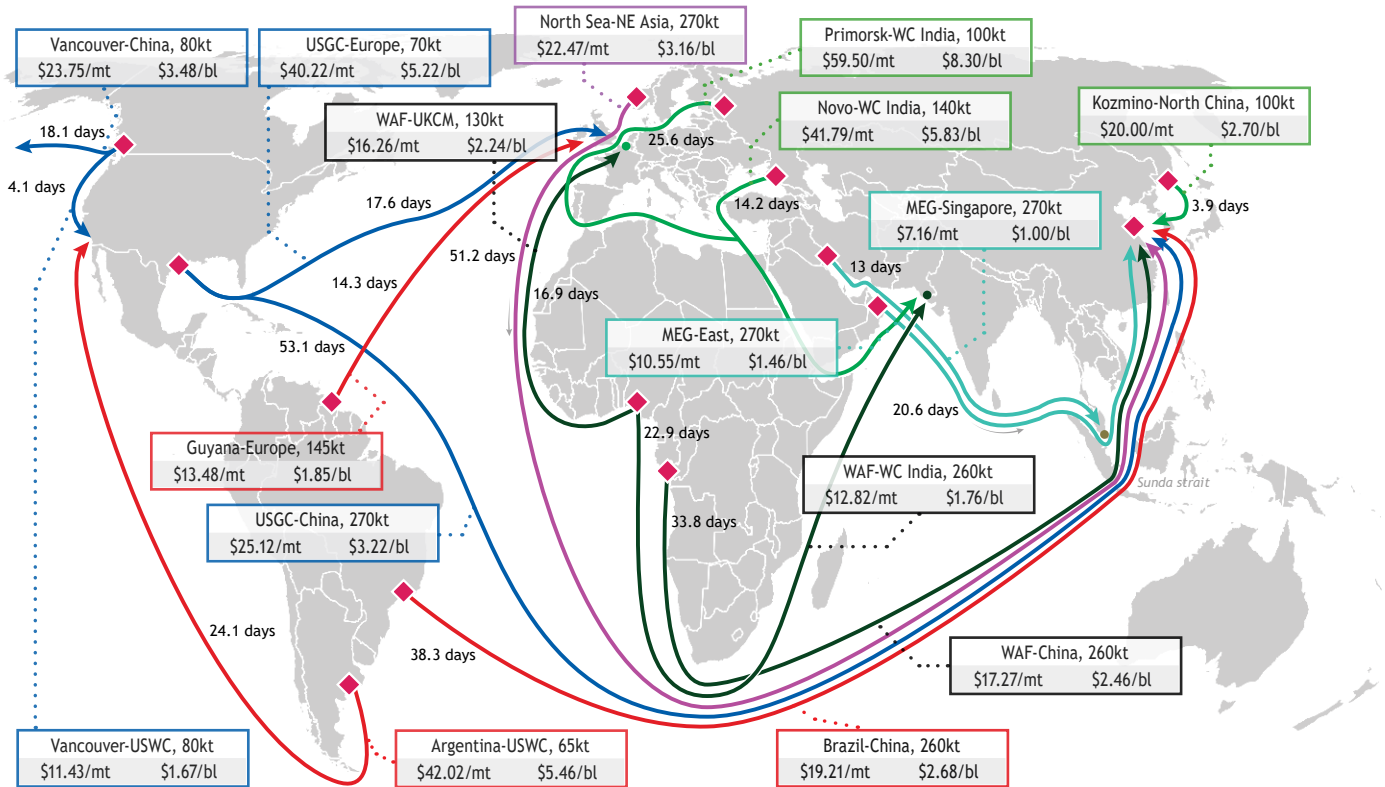 North Sea-NE Asia, 270kt
$22.47/mt $3.16/bl
Vancouver-China, 80kt
$23.75/mt $3.48/bl
USGC-Europe, 70kt
$40.22/mt $5.22/bl
Primorsk-WC India, 100kt
$59.50/mt $8.30/bl
WAF-UKCM, 130kt
$16.26/mt $2.24/bl
Novo-WC India, 140kt
$41.79/mt $5.83/bl
Kozmino-North China, 100kt
$20.00/mt $2.70/bl
18.1 days
25.6 days
4.1 days
17.6 days
14.2 days
3.9 days
MEG-Singapore, 270kt
$7.16/mt $1.00/bl
51.2 days
13 days
14.3 days
16.9 days
MEG-East, 270kt
$10.55/mt $1.46/bl
53.1 days
20.6 days
22.9 days
Guyana-Europe, 145kt
$13.48/mt $1.85/bl
WAF-WC India, 260kt
$12.82/mt $1.76/bl
Sunda strait
USGC-China, 270kt
$25.12/mt $3.22/bl
33.8 days
24.1 days
38.3 days
WAF-China, 260kt
$17.27/mt $2.46/bl
Vancouver-USWC, 80kt
$11.43/mt $1.67/bl
Argentina-USWC, 65kt
$42.02/mt $5.46/bl
Brazil-China, 260kt
$19.21/mt $2.68/bl